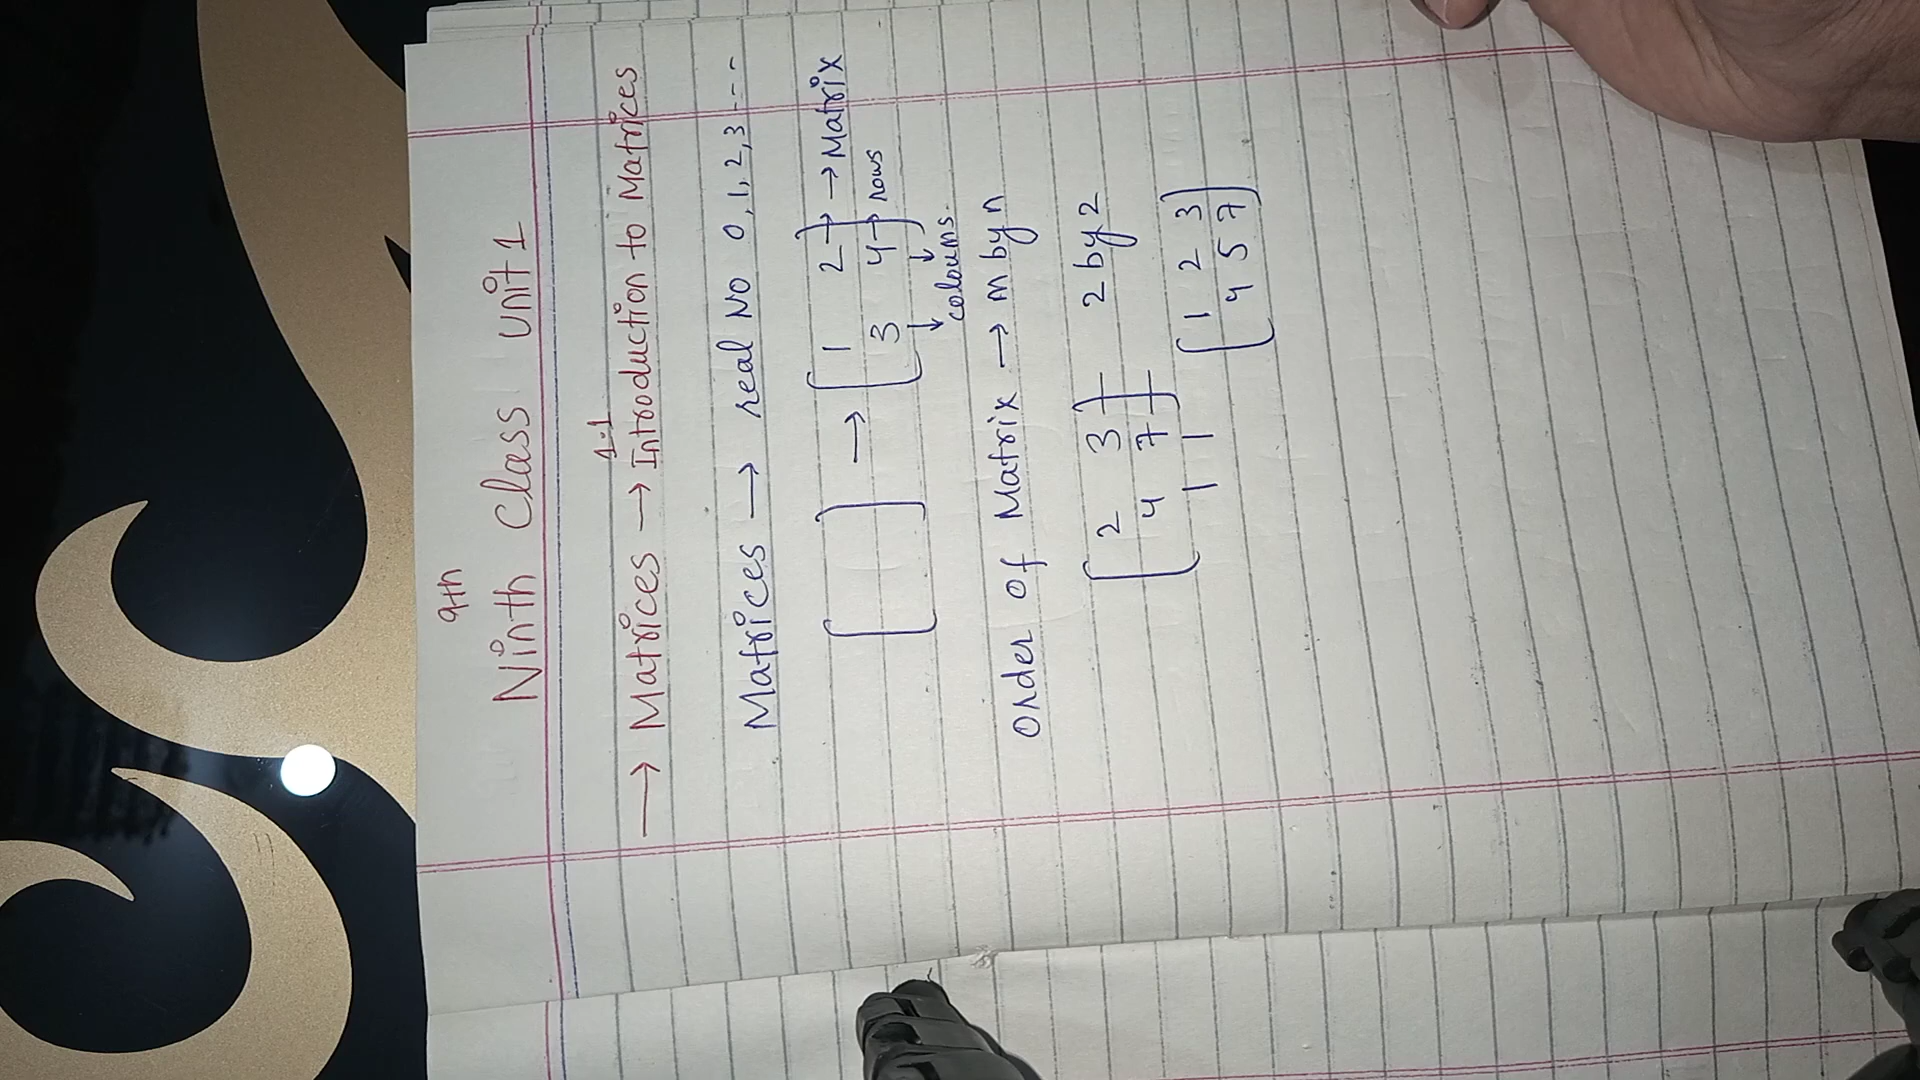 9th
Ninth Class Unit 1
1.1
→ Matrices → Introduction to Matrices
Matrices → real No 0, 1, 2, 3 ---
[ ] → [1 2 → Matrix
3 4] → rows
↓ ↓
coloums.
Order of Matrix → m by n
[2 3 2 by 2
4 7]
[1 2 3
4 5 7]